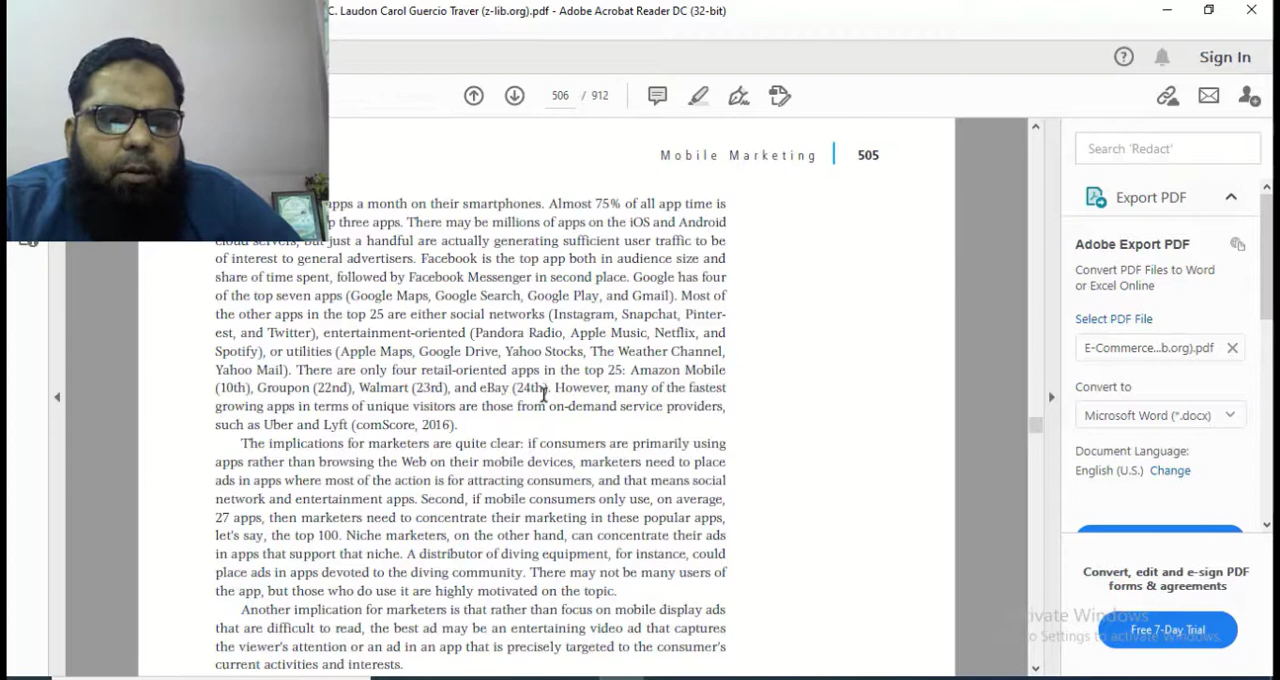 C. Laudon Carol Guercio Traver (z-lib.org).pdf - Adobe Acrobat Reader DC (32-bit)
Sign In
506 / 912
Mobile Marketing 505
Search 'Redact'
Export PDF
Adobe Export PDF
Convert PDF Files to Word
or Excel Online
Select PDF File
E-Commerce...b.org).pdf
Convert to
Microsoft Word (*.docx)
Document Language:
English (U.S.) Change
Convert, edit and e-sign PDF
forms & agreements
Free 7-Day Trial
apps a month on their smartphones. Almost 75% of all app time is
three apps. There may be millions of apps on the iOS and Android
cloud servers, but just a handful are actually generating sufficient user traffic to be
of interest to general advertisers. Facebook is the top app both in audience size and
share of time spent, followed by Facebook Messenger in second place. Google has four
of the top seven apps (Google Maps, Google Search, Google Play, and Gmail). Most of
the other apps in the top 25 are either social networks (Instagram, Snapchat, Pinter-
est, and Twitter), entertainment-oriented (Pandora Radio, Apple Music, Netflix, and
Spotify), or utilities (Apple Maps, Google Drive, Yahoo Stocks, The Weather Channel,
Yahoo Mail). There are only four retail-oriented apps in the top 25: Amazon Mobile
(10th), Groupon (22nd), Walmart (23rd), and eBay (24th). However, many of the fastest
growing apps in terms of unique visitors are those from on-demand service providers,
such as Uber and Lyft (comScore, 2016).
The implications for marketers are quite clear: if consumers are primarily using
apps rather than browsing the Web on their mobile devices, marketers need to place
ads in apps where most of the action is for attracting consumers, and that means social
network and entertainment apps. Second, if mobile consumers only use, on average,
27 apps, then marketers need to concentrate their marketing in these popular apps,
let's say, the top 100. Niche marketers, on the other hand, can concentrate their ads
in apps that support that niche. A distributor of diving equipment, for instance, could
place ads in apps devoted to the diving community. There may not be many users of
the app, but those who do use it are highly motivated on the topic.
Another implication for marketers is that rather than focus on mobile display ads
that are difficult to read, the best ad may be an entertaining video ad that captures
the viewer's attention or an ad in an app that is precisely targeted to the consumer's
current activities and interests.